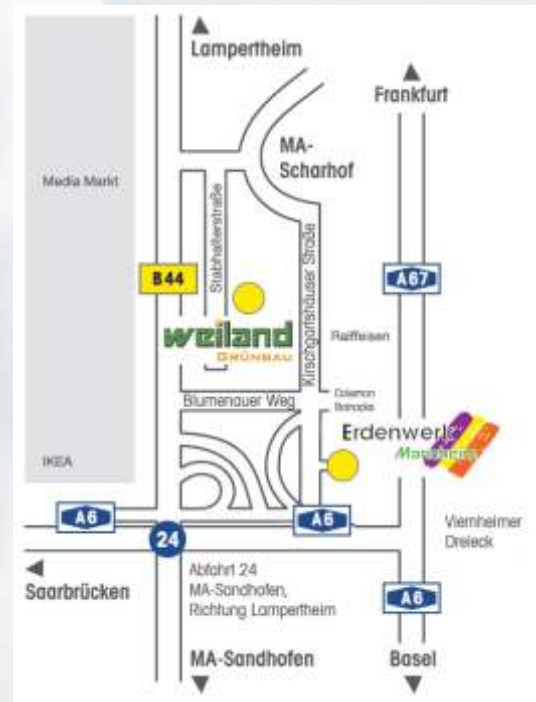 Lampertheim
Frankfurt
MA-
Scharhof
Media Markt
Stabhalterstraße
Kirschgartshäuser Straße
B44
A67
weiland
GRÜNBAU
Raiffeisen
Blumenauer Weg
Coleman
Erdenwerk
Mannheim
IKEA
A6
A6
24
Viernheimer
Dreieck
Saarbrücken
Abfahrt 24
MA-Sandhofen,
Richtung Lampertheim
A6
MA-Sandhofen
Basel